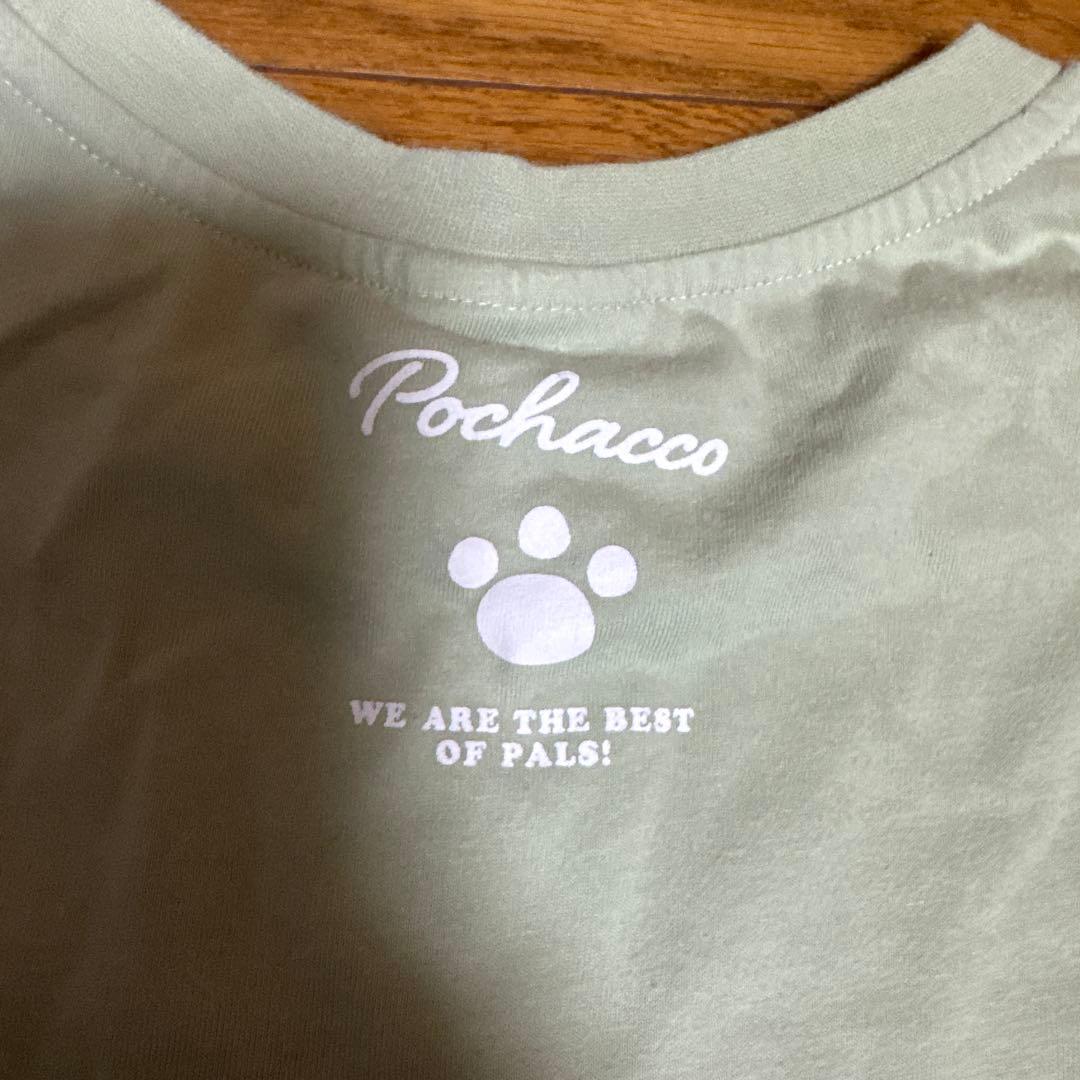 Pochacco
WE ARE THE BEST
OF PALS!